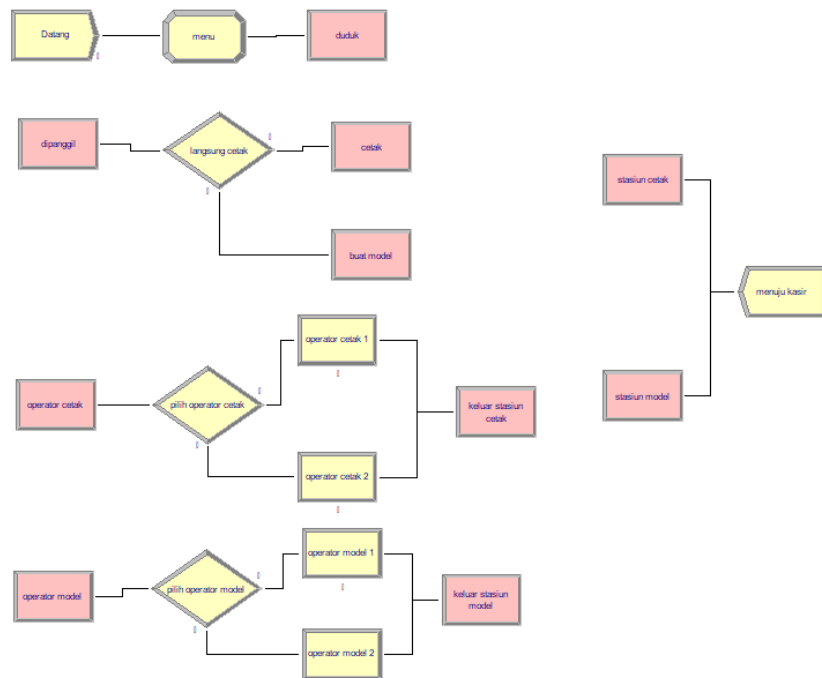 Datang
menu
duduk
dipanggil
langsung cetak
cetak
buat model
stasiun cetak
menuju kasir
stasiun model
operator cetak
pilih operator cetak
operator cetak 1
operator cetak 2
keluar stasiun
cetak
operator model
pilih operator model
operator model 1
operator model 2
keluar stasiun
model